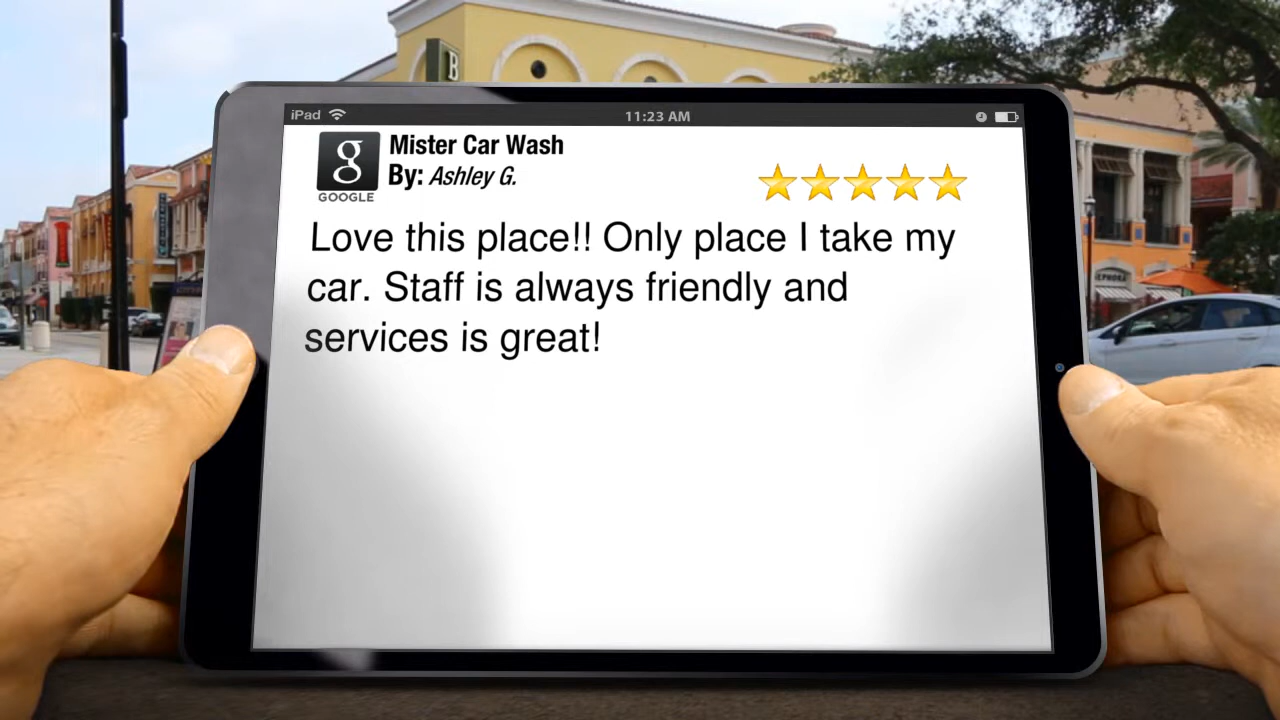 iPad
11:23 AM
g
GOOGLE
Mister Car Wash
By: Ashley G.
Love this place!! Only place I take my
car. Staff is always friendly and
services is great!
B
SEPHORA